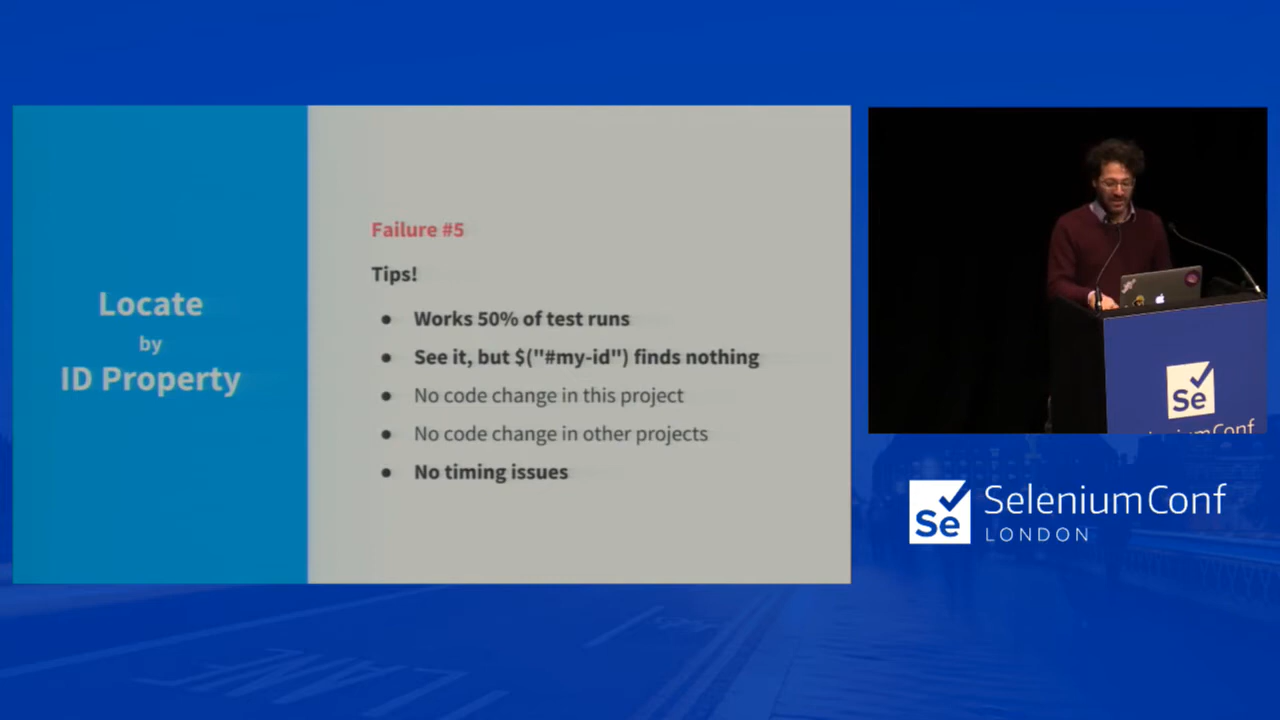 Locate
by
ID Property
Failure #5
Tips!
● Works 50% of test runs
● See it, but $("#my-id") finds nothing
● No code change in this project
● No code change in other projects
● No timing issues
Se
SeleniumConf
Se
SeleniumConf
LONDON